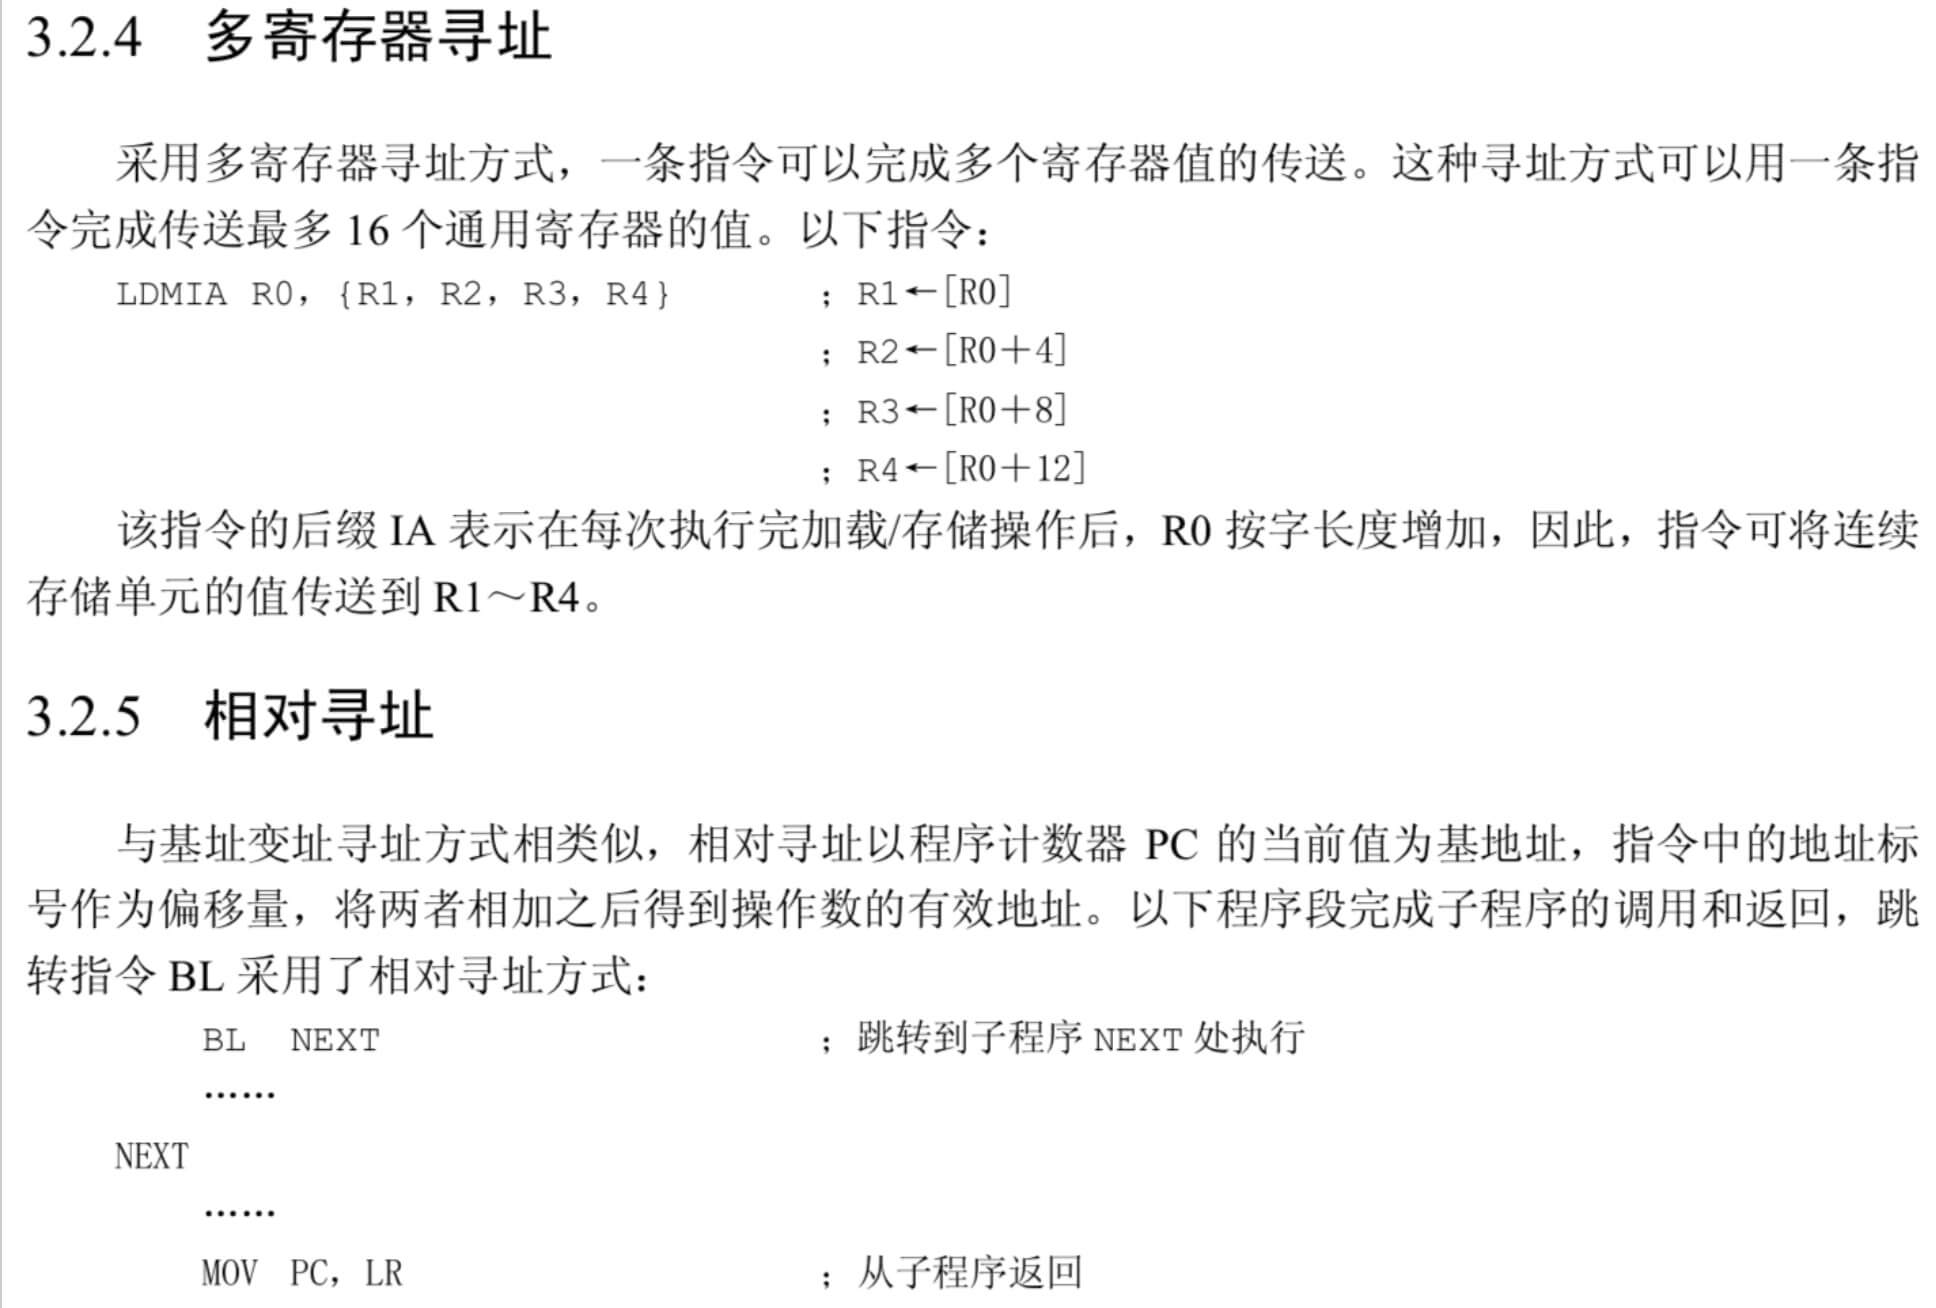 3.2.4 多寄存器寻址
采用多寄存器寻址方式，一条指令可以完成多个寄存器值的传送。这种寻址方式可以用一条指
令完成传送最多 16 个通用寄存器的值。以下指令：
LDMIA R0，{R1，R2，R3，R4} ；R1←[R0]
；R2←[R0＋4]
；R3←[R0＋8]
；R4←[R0＋12]
该指令的后缀 IA 表示在每次执行完加载/存储操作后，R0 按字长度增加，因此，指令可将连续
存储单元的值传送到 R1～R4。
3.2.5 相对寻址
与基址变址寻址方式相类似，相对寻址以程序计数器 PC 的当前值为基地址，指令中的地址标
号作为偏移量，将两者相加之后得到操作数的有效地址。以下程序段完成子程序的调用和返回，跳
转指令 BL 采用了相对寻址方式：
BL NEXT ；跳转到子程序 NEXT 处执行
……
NEXT
……
MOV PC，LR ；从子程序返回